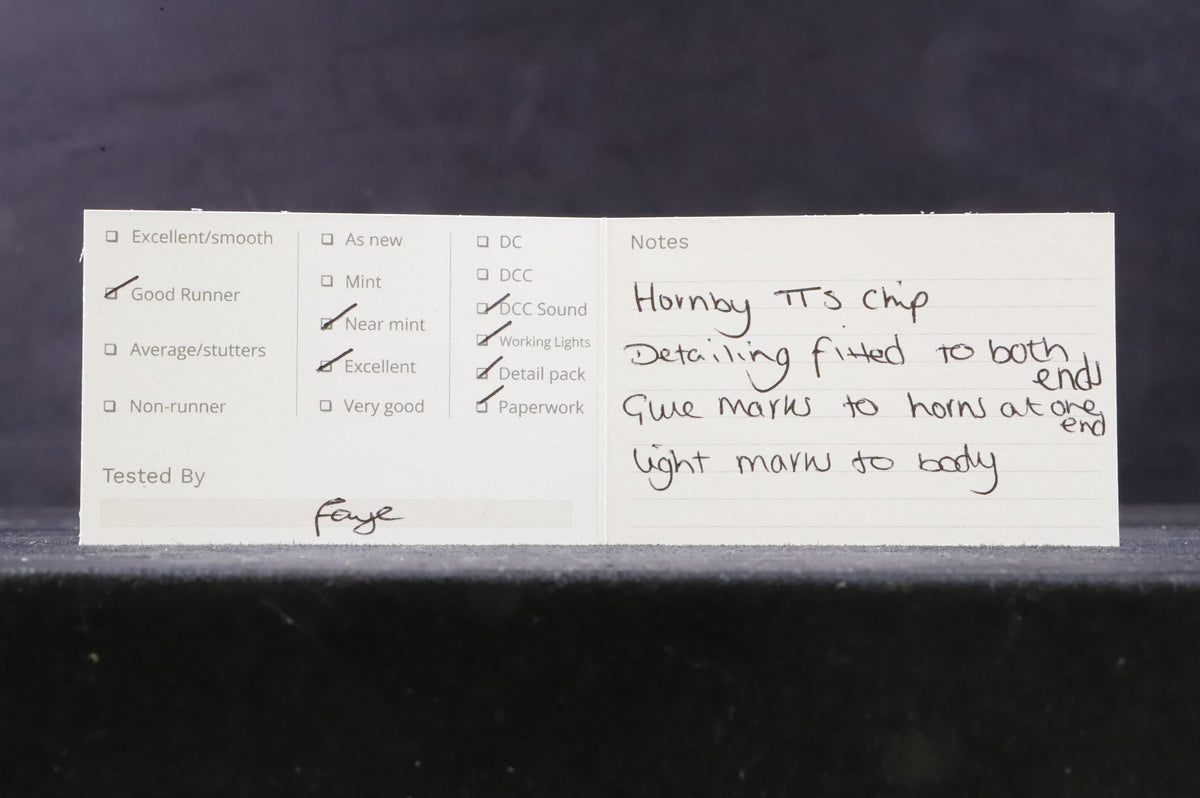 Excellent/smooth
Good Runner
Average/stutters
Non-runner
As new
Mint
Near mint
Excellent
Very good
DC
DCC
DCC Sound
Working Lights
Detail pack
Paperwork
Tested By
Faye
Notes
Hornby TTS chip
Detailing fitted to both
ends
Glue marks to horns at one
end
light marks to body